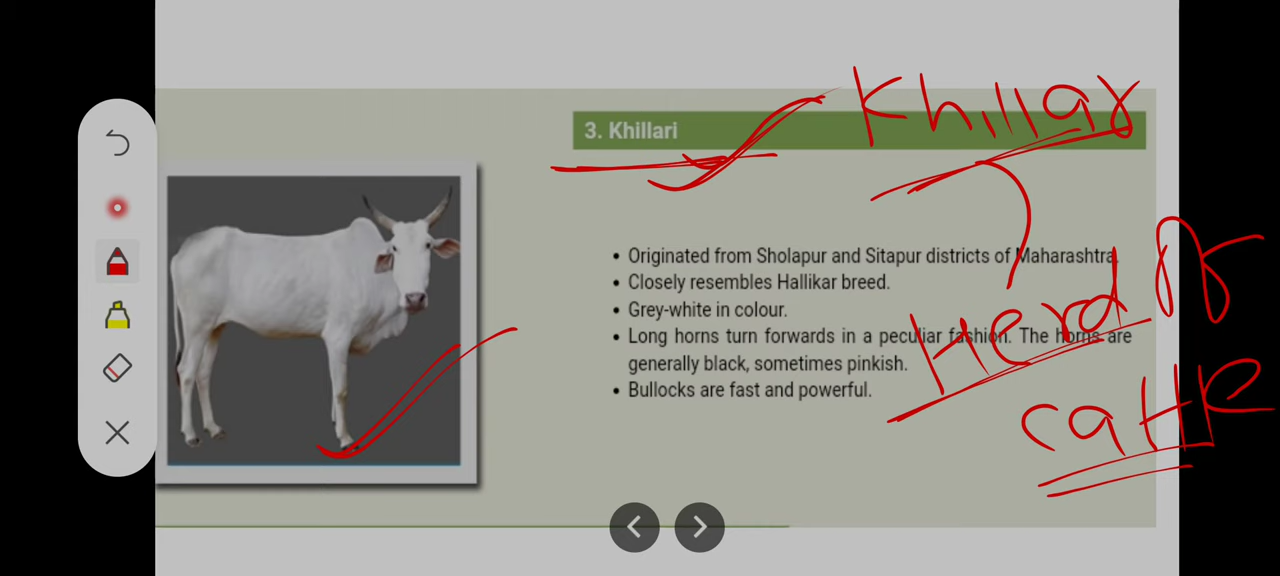 3. Khillari
Khillar
• Originated from Sholapur and Sitapur districts of Maharashtra.
• Closely resembles Hallikar breed.
• Grey-white in colour.
• Long horns turn forwards in a peculiar fashion. The horns are
generally black, sometimes pinkish.
• Bullocks are fast and powerful.
Herd of
cattle